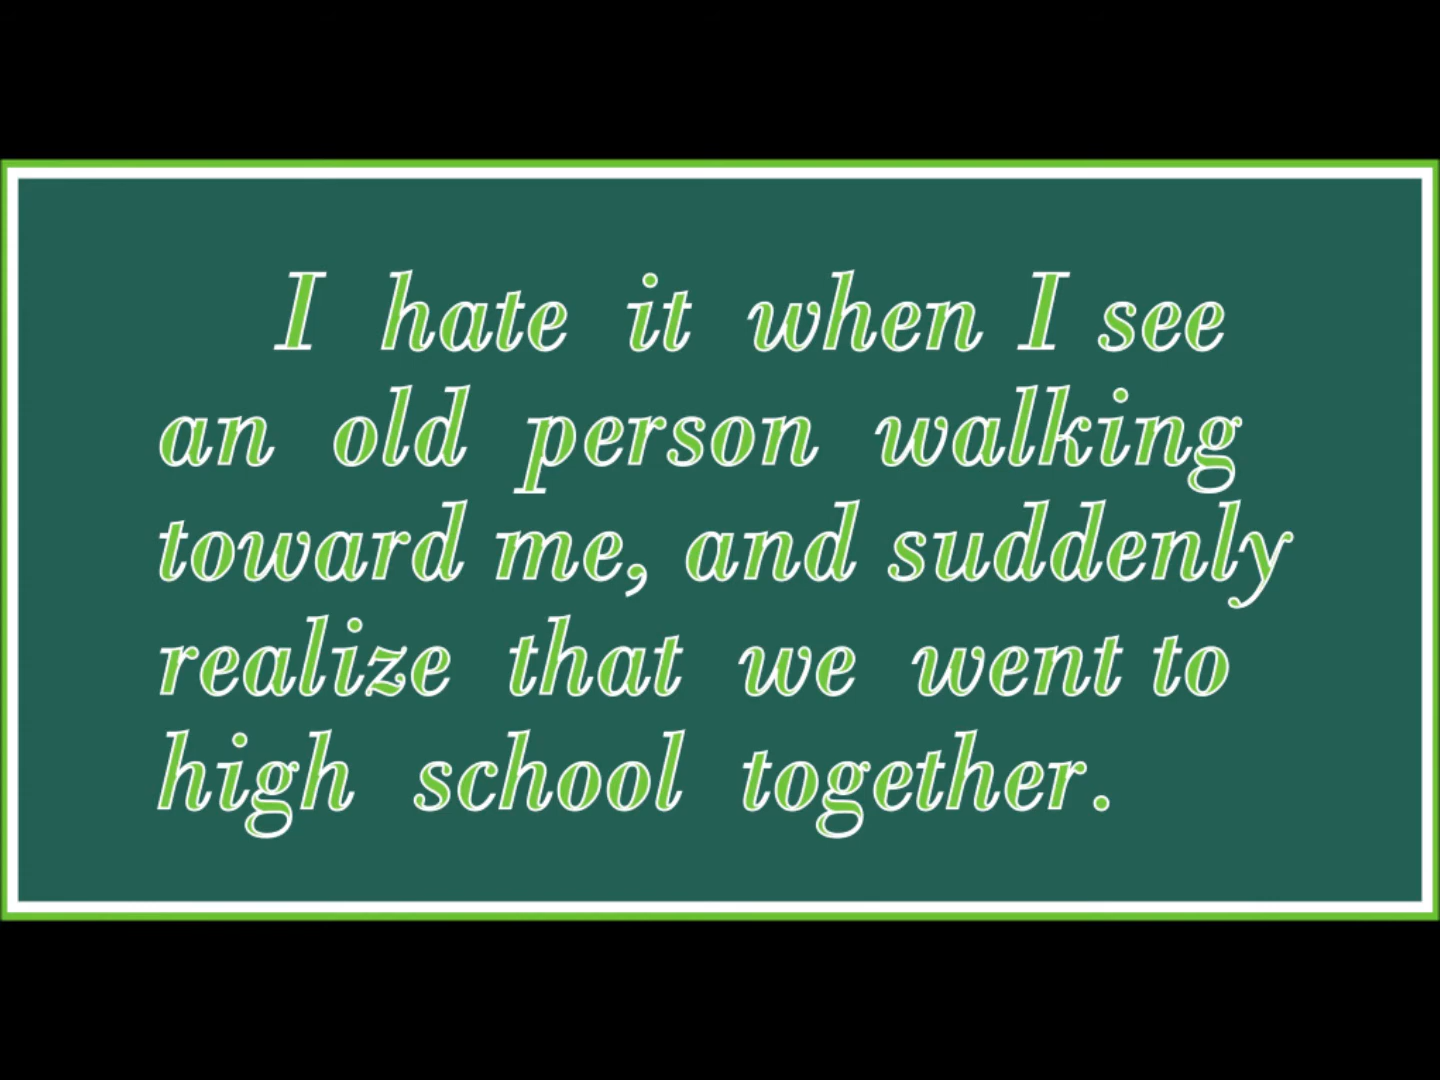 I hate it when I see
an old person walking
toward me, and suddenly
realize that we went to
high school together.